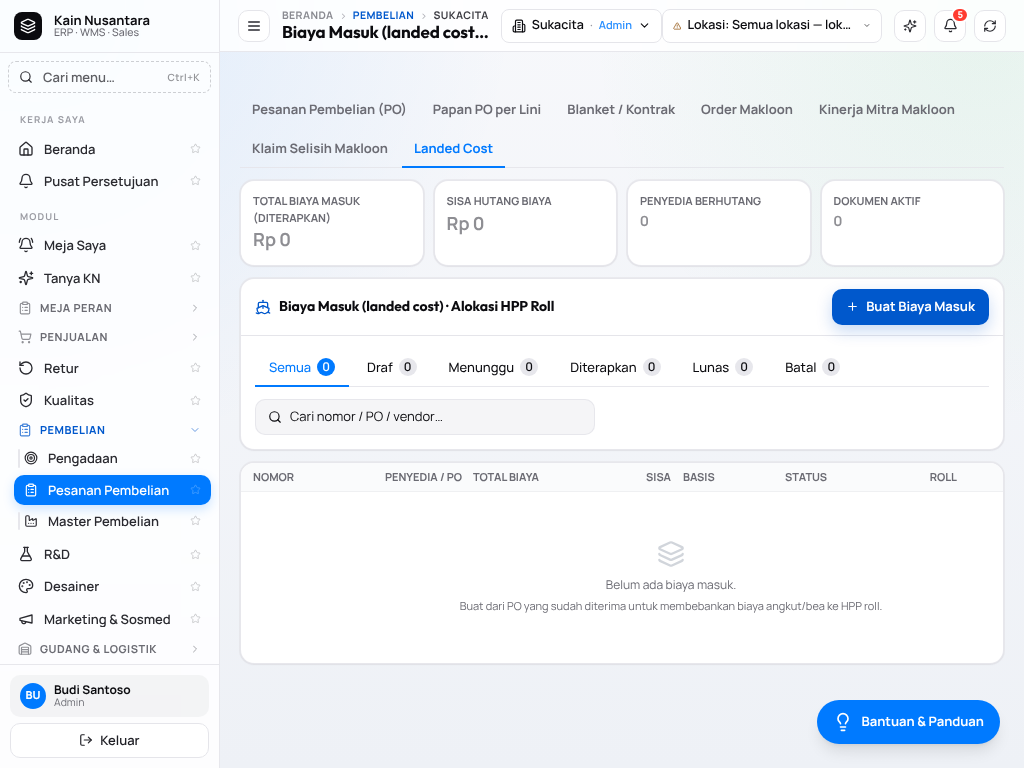 Kain Nusantara
ERP · WMS · Sales
Cari menu...
Ctrl+K
KERJA SAYA
Beranda
Pusat Persetujuan
MODUL
Meja Saya
Tanya KN
MEJA PERAN
PENJUALAN
Retur
Kualitas
PEMBELIAN
Pengadaan
Pesanan Pembelian
Master Pembelian
R&D
Desainer
Marketing & Sosmed
GUDANG & LOGISTIK
BU
Budi Santoso
Admin
Keluar
BERANDA > PEMBELIAN > SUKACITA
Biaya Masuk (landed cost...
Sukacita · Admin
Lokasi: Semua lokasi — lok...
5
Pesanan Pembelian (PO)
Papan PO per Lini
Blanket / Kontrak
Order Makloon
Kinerja Mitra Makloon
Klaim Selisih Makloon
Landed Cost
TOTAL BIAYA MASUK (DITERAPKAN)
Rp 0
SISA HUTANG BIAYA
Rp 0
PENYEDIA BERHUTANG
0
DOKUMEN AKTIF
0
Biaya Masuk (landed cost) · Alokasi HPP Roll
+ Buat Biaya Masuk
Semua 0
Draf 0
Menunggu 0
Diterapkan 0
Lunas 0
Batal 0
Cari nomor / PO / vendor...
NOMOR PENYEDIA / PO TOTAL BIAYA SISA BASIS STATUS ROLL
Belum ada biaya masuk.
Buat dari PO yang sudah diterima untuk membebankan biaya angkut/bea ke HPP roll.
Bantuan & Panduan